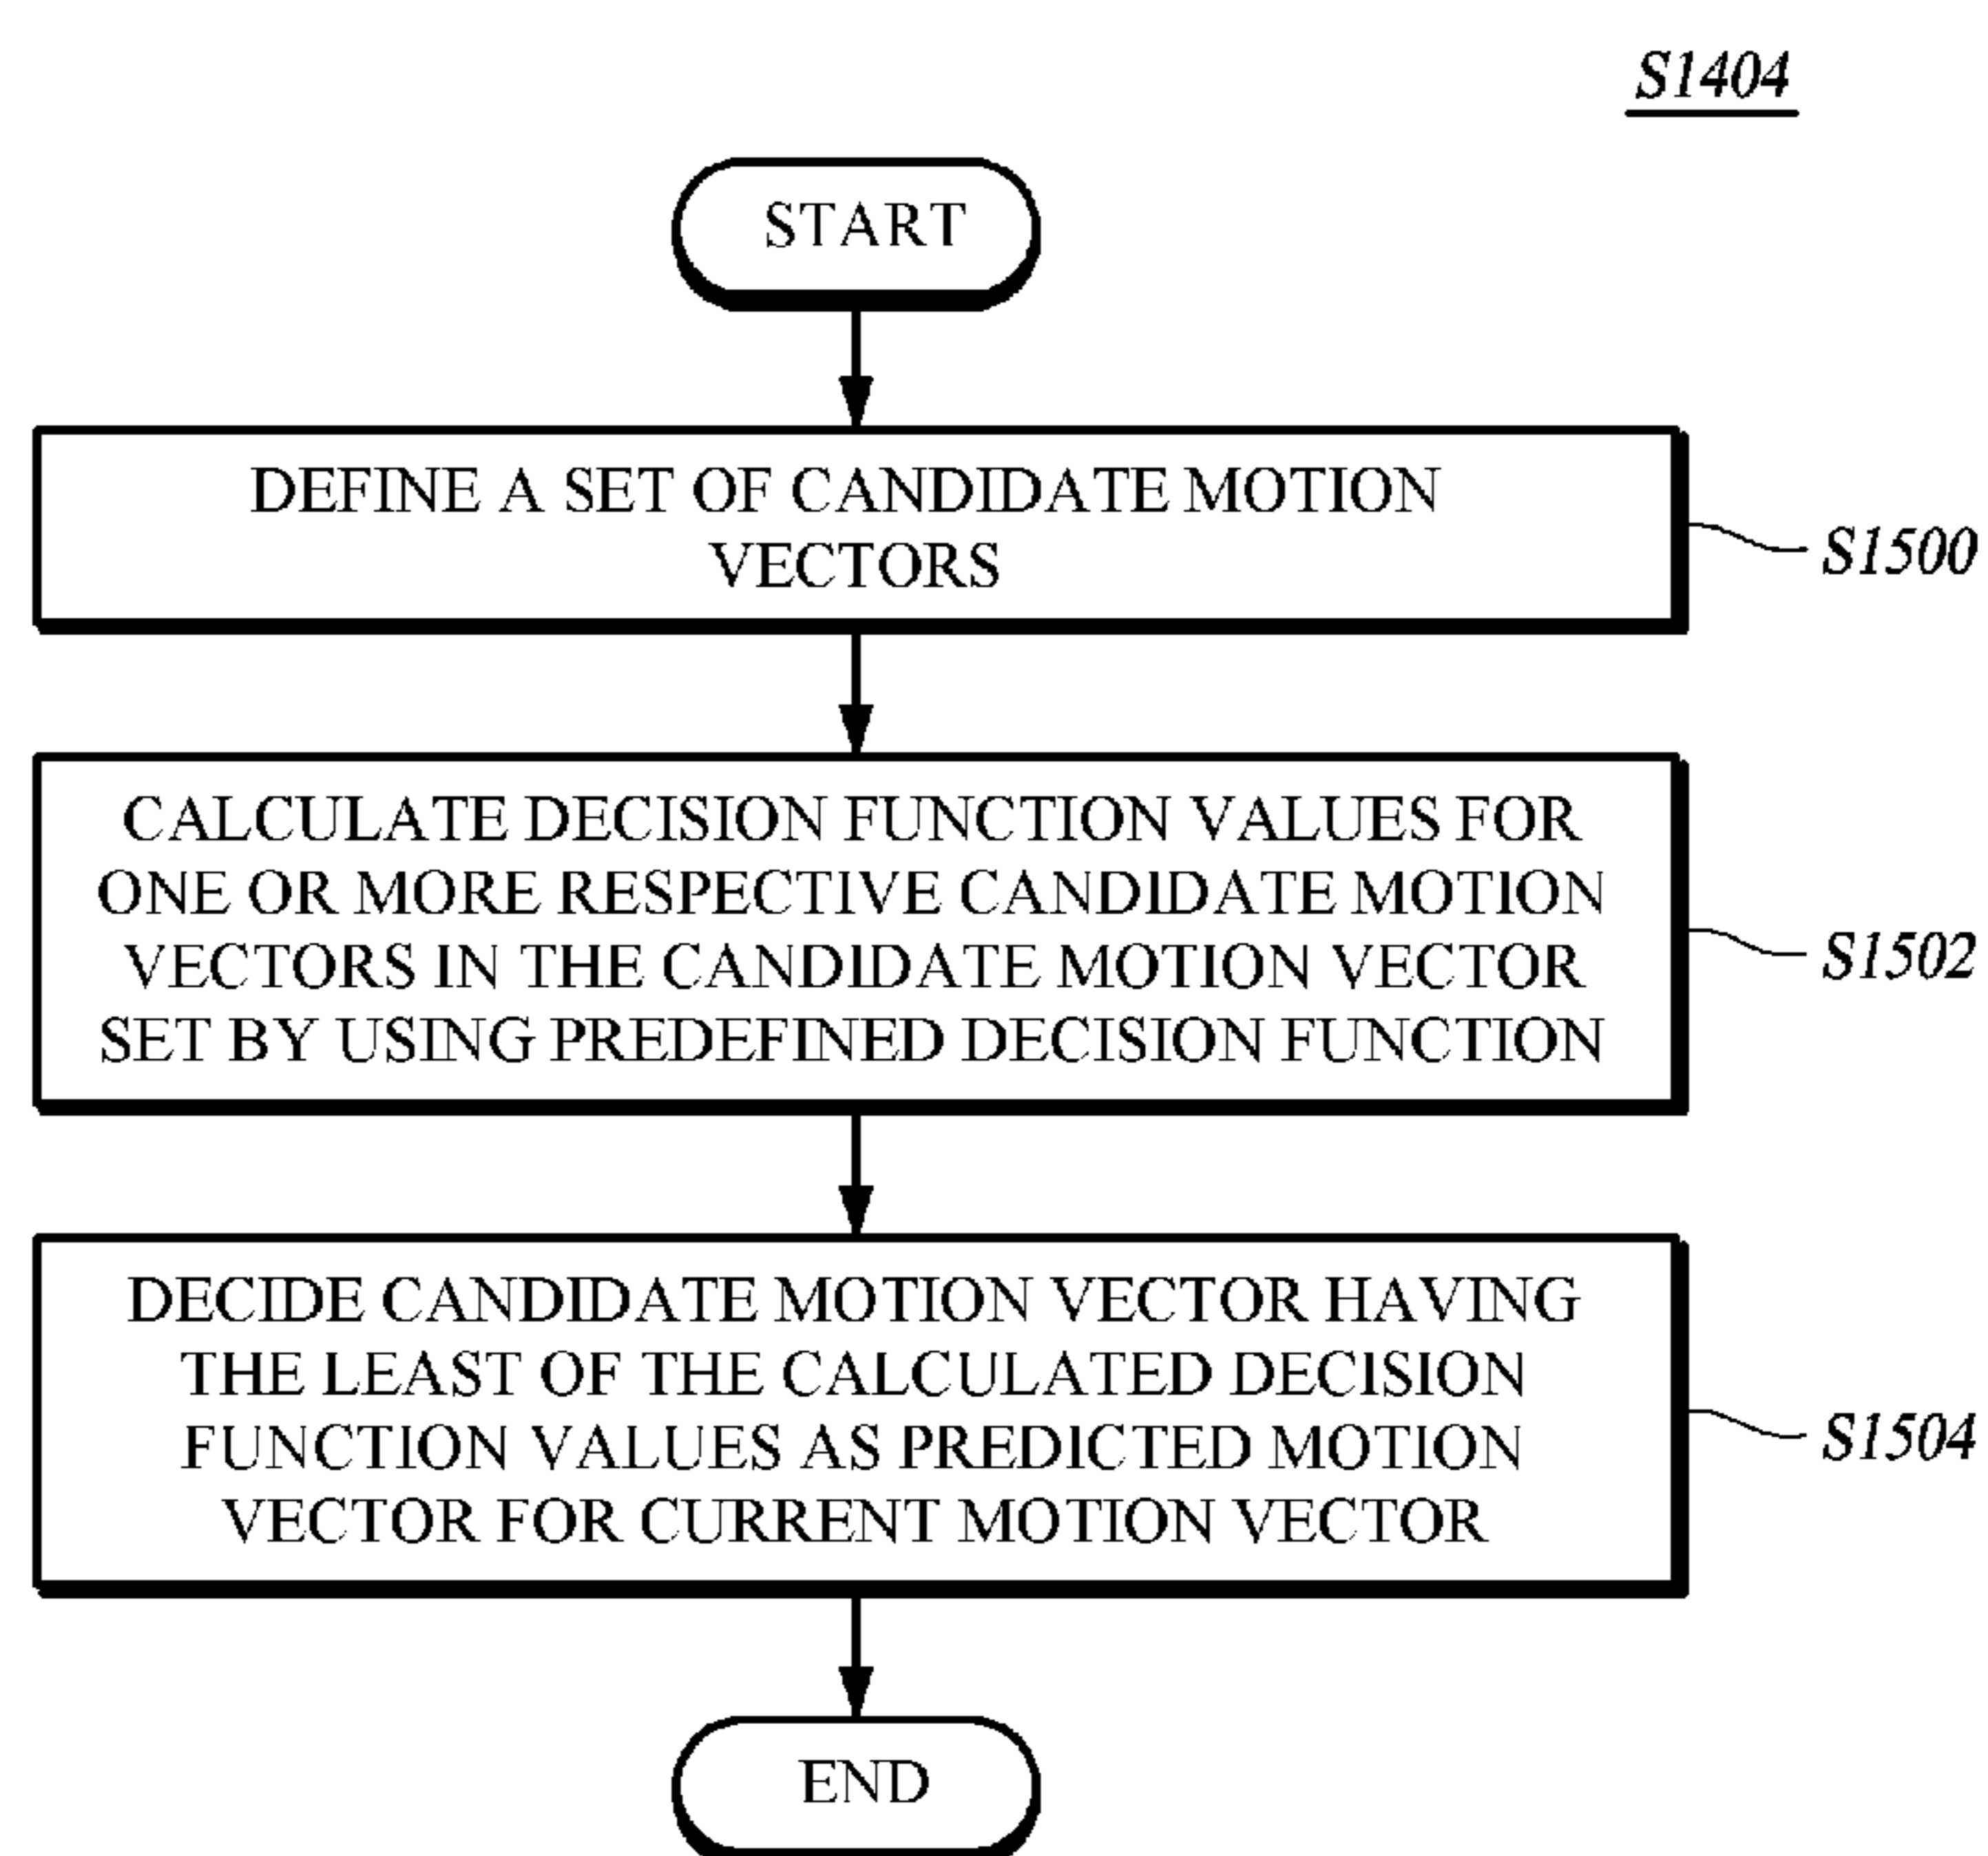 S1404
START
DEFINE A SET OF CANDIDATE MOTION
VECTORS
S1500
CALCULATE DECISION FUNCTION VALUES FOR
ONE OR MORE RESPECTIVE CANDIDATE MOTION
VECTORS IN THE CANDIDATE MOTION VECTOR
SET BY USING PREDEFINED DECISION FUNCTION
S1502
DECIDE CANDIDATE MOTION VECTOR HAVING
THE LEAST OF THE CALCULATED DECISION
FUNCTION VALUES AS PREDICTED MOTION
VECTOR FOR CURRENT MOTION VECTOR
S1504
END